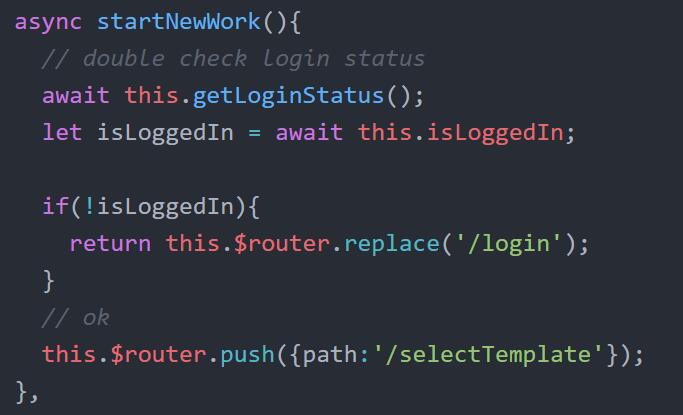 async startNewWork(){
// double check login status
await this.getLoginStatus();
let isLoggedIn = await this.isLoggedIn;
if(!isLoggedIn){
return this.$router.replace('/login');
}
// ok
this.$router.push({path:'/selectTemplate'});
},